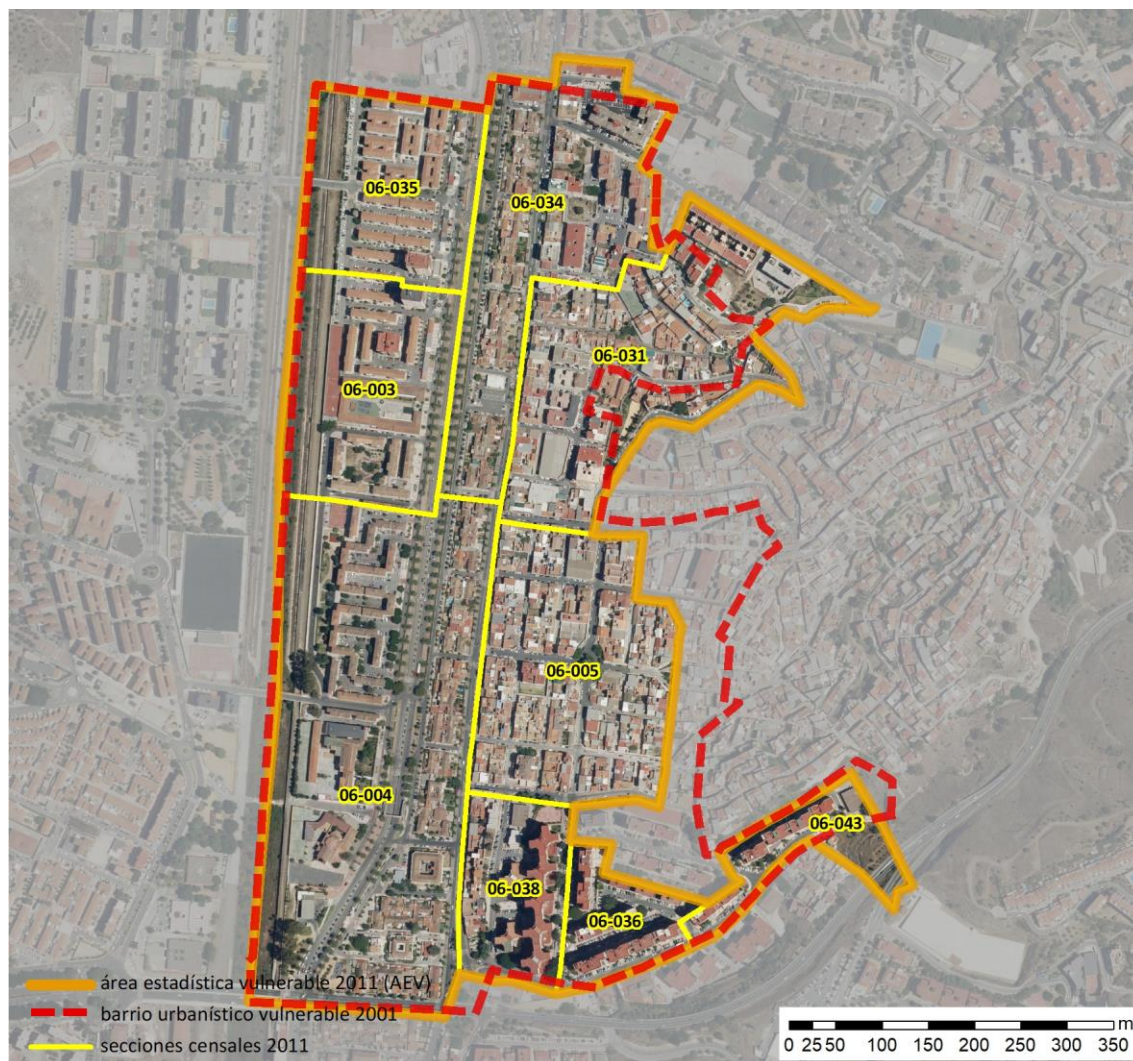 06-035
06-034
06-031
06-003
06-005
06-004
06-043
06-038
06-036
área estadística vulnerable 2011 (AEV)
barrio urbanístico vulnerable 2001
secciones censales 2011
m
0 25 50 100 150 200 250 300 350